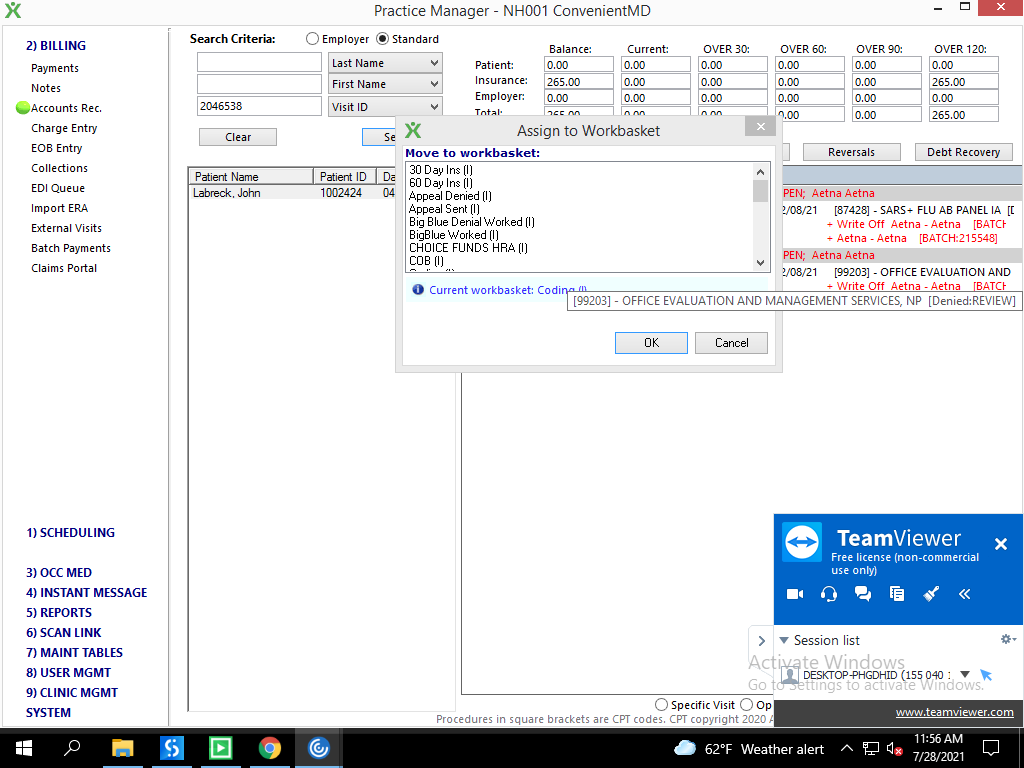 Practice Manager - NH001 ConvenientMD
2) BILLING
Payments
Notes
Accounts Rec.
Charge Entry
EOB Entry
Collections
EDI Queue
Import ERA
External Visits
Batch Payments
Claims Portal
1) SCHEDULING
3) OCC MED
4) INSTANT MESSAGE
5) REPORTS
6) SCAN LINK
7) MAINT TABLES
8) USER MGMT
9) CLINIC MGMT
SYSTEM
Search Criteria: Employer Standard
Last Name
First Name
2046538 Visit ID
Clear Se
Balance: Current: OVER 30: OVER 60: OVER 90: OVER 120:
Patient: 0.00 0.00 0.00 0.00 0.00 0.00
Insurance: 265.00 0.00 0.00 0.00 0.00 265.00
Employer: 0.00 0.00 0.00 0.00 0.00 0.00
Total: 265.00 0.00 0.00 0.00 0.00 265.00
Reversals Debt Recovery
Patient Name Patient ID Da
Labreck, John 1002424 04
Assign to Workbasket
Move to workbasket:
30 Day Ins (I)
60 Day Ins (I)
Appeal Denied (I)
Appeal Sent (I)
Big Blue Denial Worked (I)
BigBlue Worked (I)
CHOICE FUNDS HRA (I)
COB (I)
Coding (I)
Current workbasket: Coding (I)
OK Cancel
PEN; Aetna Aetna
2/08/21 [87428] - SARS+ FLU AB PANEL IA [D
+ Write Off Aetna - Aetna [BATCH
+ Aetna - Aetna [BATCH:215548]
PEN; Aetna Aetna
2/08/21 [99203] - OFFICE EVALUATION AND
+ Write Off Aetna - Aetna [BATCH
[99203] - OFFICE EVALUATION AND MANAGEMENT SERVICES, NP [Denied:REVIEW]
TeamViewer
Free license (non-commercial
use only)
Session list
DESKTOP-PHGDHID (155 040 :
www.teamviewer.com
Activate Windows
Go to Settings to activate Windows.
Specific Visit Op
Procedures in square brackets are CPT codes. CPT copyright 2020 A
62°F Weather alert
11:56 AM
7/28/2021